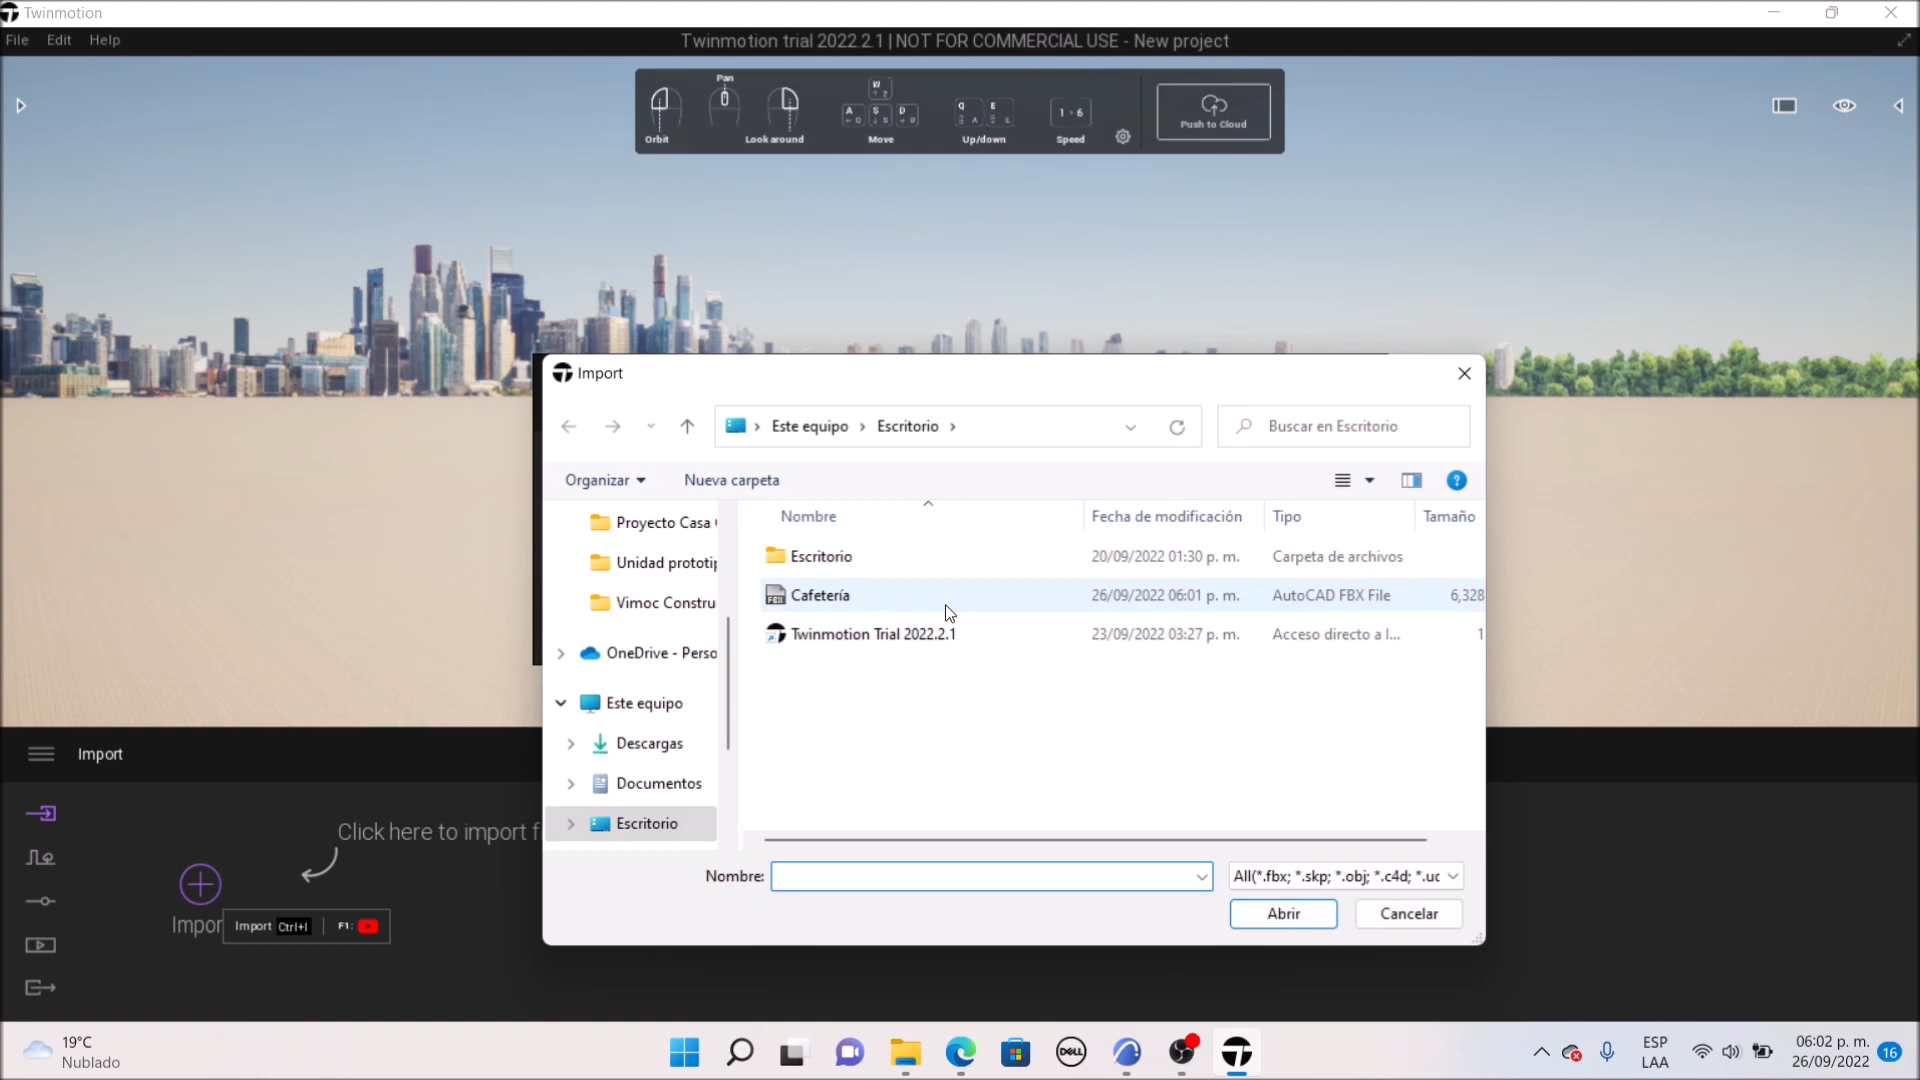 Twinmotion
File Edit Help
Twinmotion trial 2022.2.1 | NOT FOR COMMERCIAL USE - New project
Pan
Orbit
Look around
W
Z
A
Q
S
S
D
D
Move
Q
A
E
E
Up/down
1 ÷ 6
Speed
Push to Cloud
Import
Este equipo
Escritorio
Buscar en Escritorio
Organizar
Nueva carpeta
Nombre Fecha de modificación Tipo Tamaño
Escritorio 20/09/2022 01:30 p. m. Carpeta de archivos
FBX Cafetería 26/09/2022 06:01 p. m. AutoCAD FBX File 6,328
Twinmotion Trial 2022.2.1 23/09/2022 03:27 p. m. Acceso directo a l... 1
Proyecto Casa
Unidad prototip
Vimoc Constru
OneDrive - Perso
Este equipo
Descargas
Documentos
Escritorio
Nombre:
All(*.fbx; *.skp; *.obj; *.c4d; *.uc
Abrir
Cancelar
Import
Click here to import f
Impor
Import Ctrl+I | F1:
19°C
Nublado
DELL
ESP
LAA
06:02 p. m.
26/09/2022
16